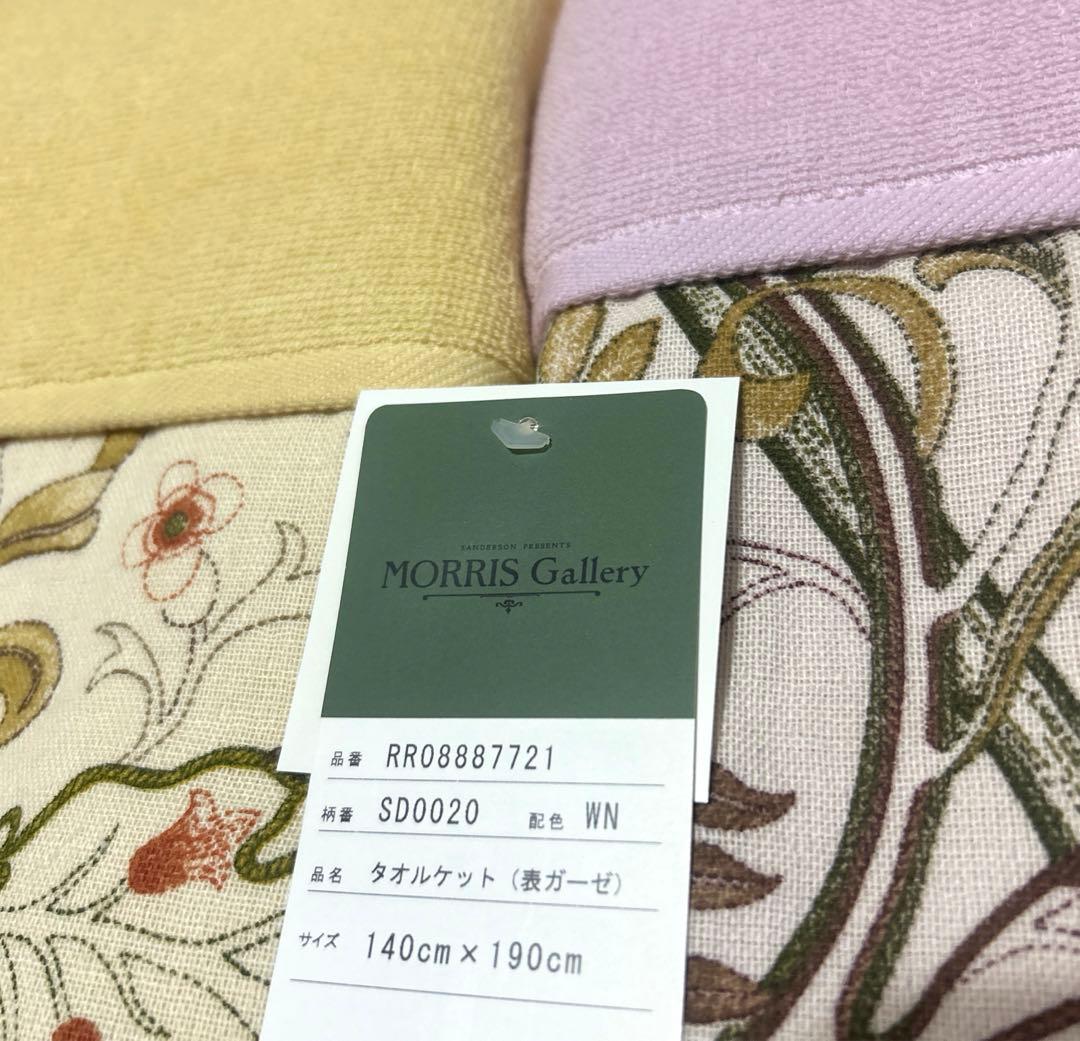 SANDERSON PRESENTS
MORRIS Gallery
品番 RR08887721
柄番 SD0020 配色 WN
品名 タオルケット（表ガーゼ）
サイズ 140cm×190cm